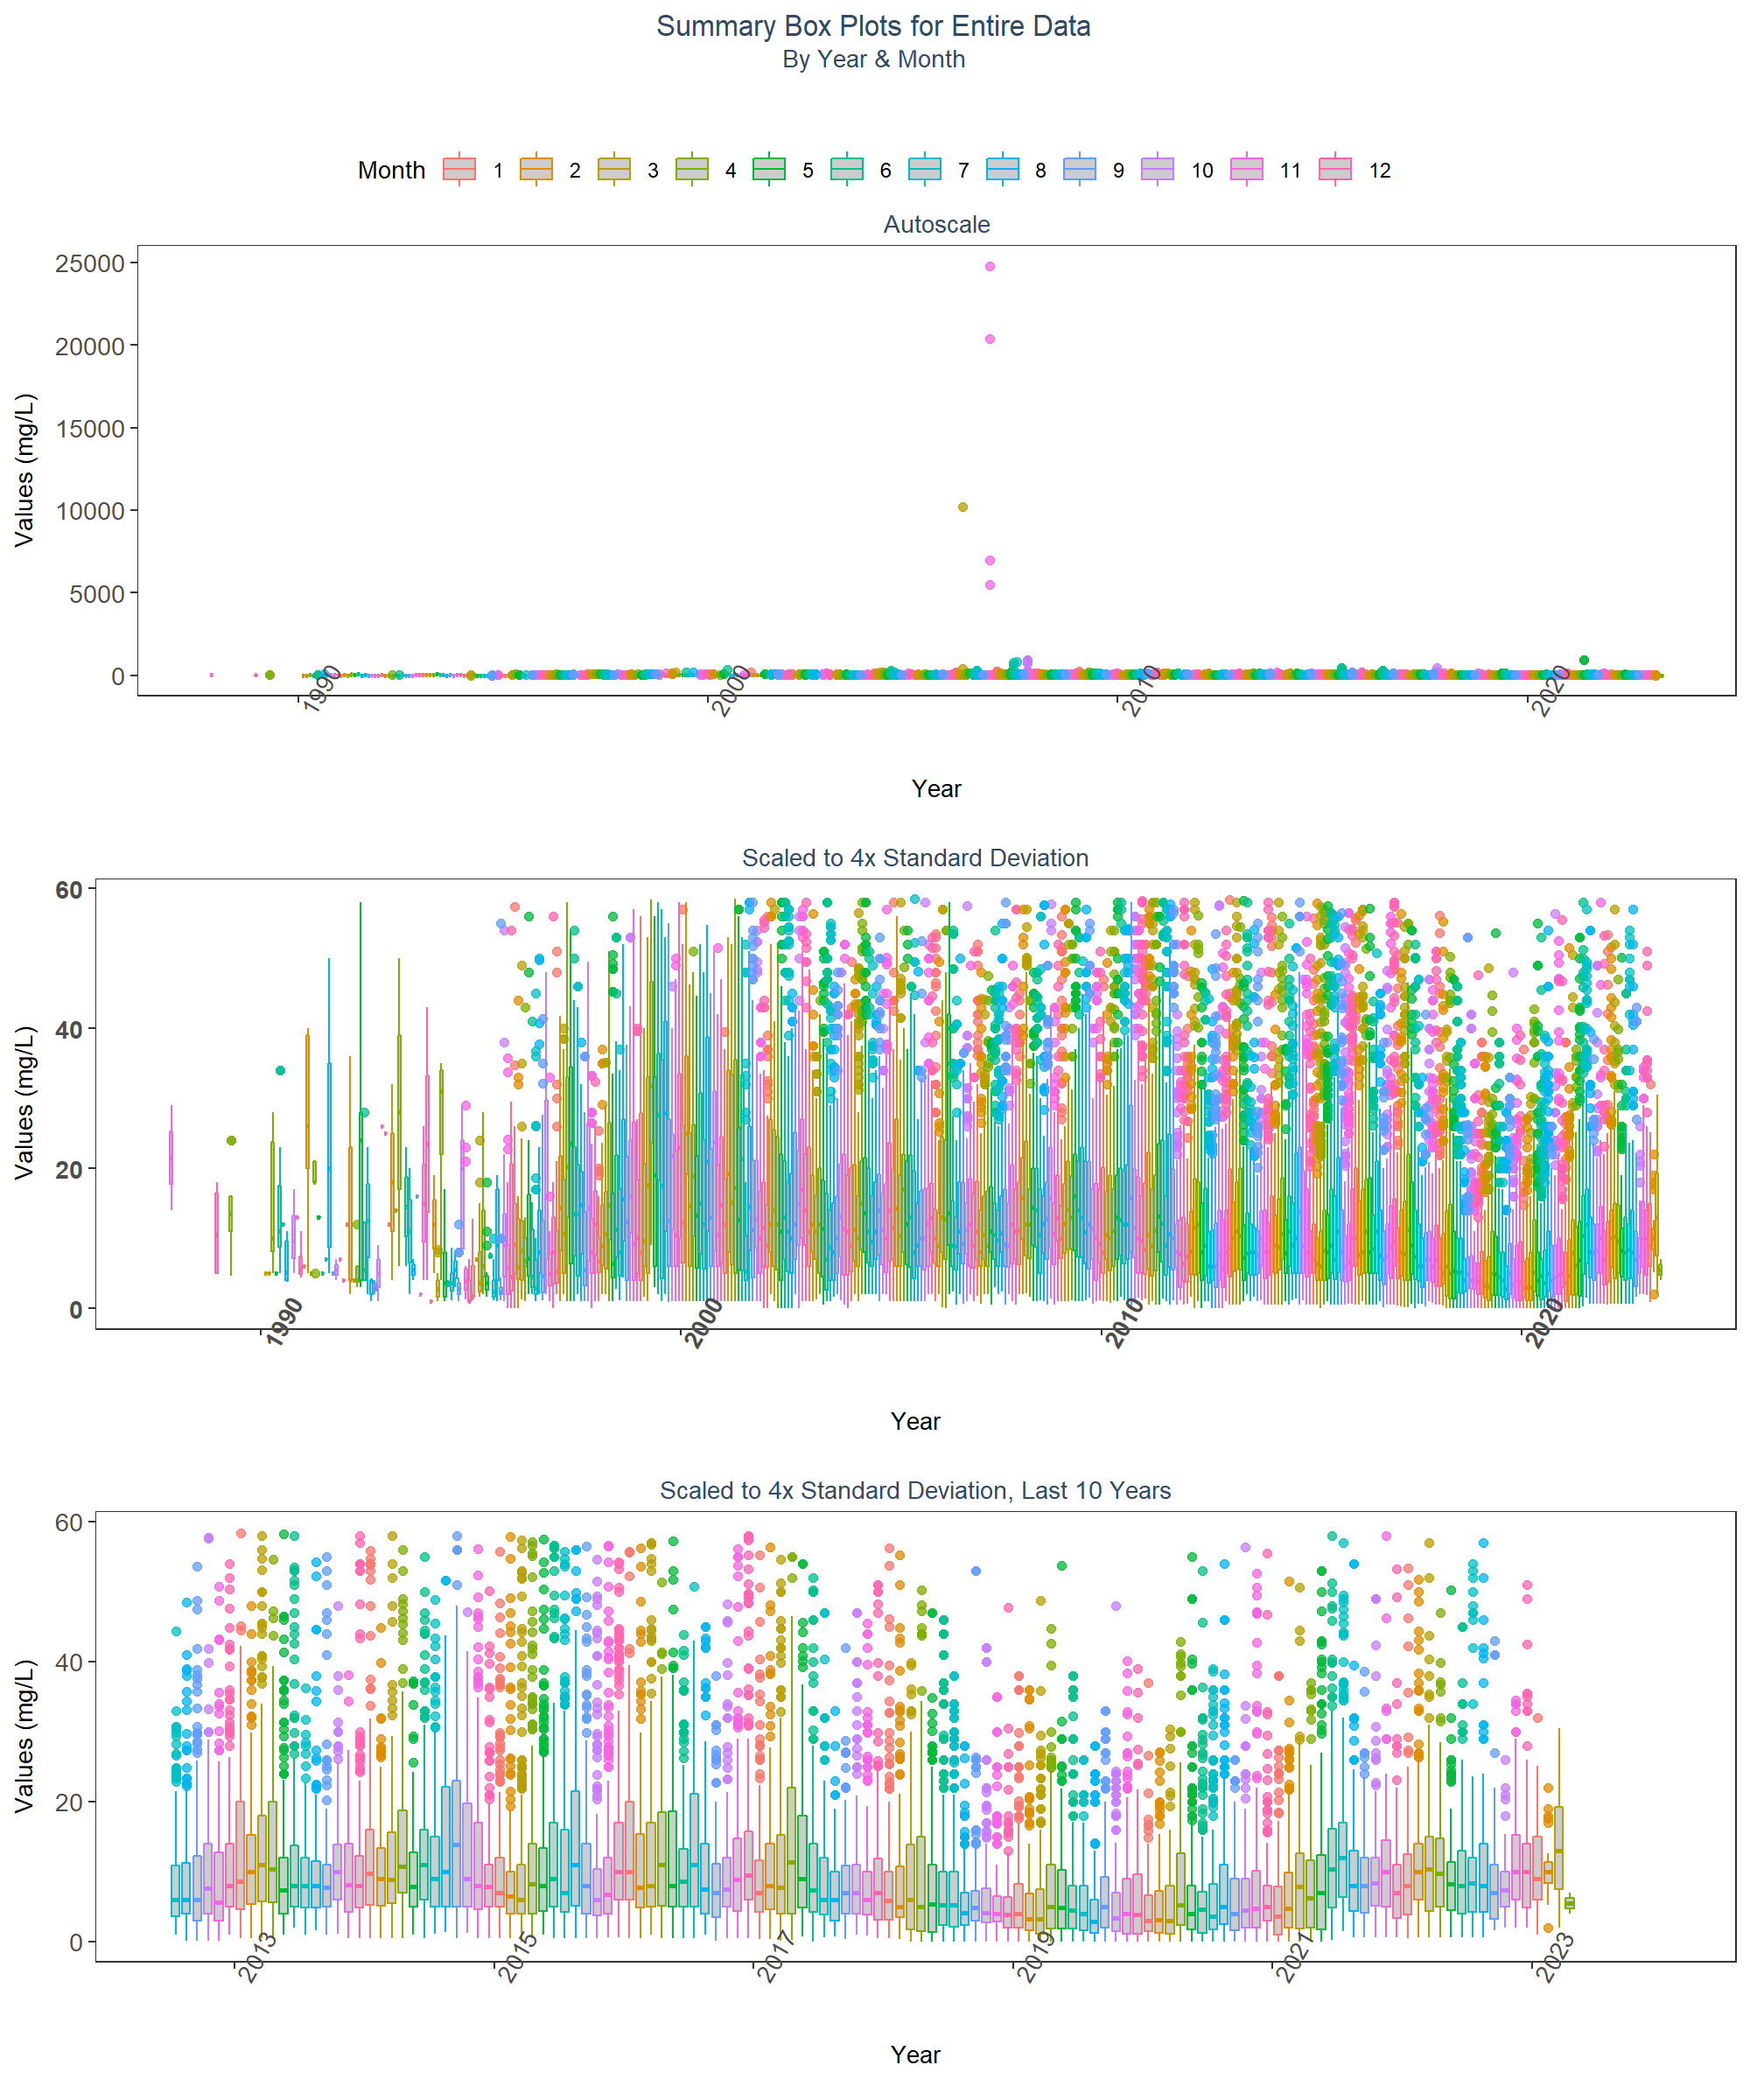 Summary Box Plots for Entire Data
By Year & Month
Month 1 2 3 4 5 6 7 8 9 10 11 12
Autoscale
25000
20000
15000
10000
5000
0
Values (mg/L)
1990 2000 2010 2020
Year
Scaled to 4x Standard Deviation
60
40
20
0
Values (mg/L)
1990 2000 2010 2020
Year
Scaled to 4x Standard Deviation, Last 10 Years
60
40
20
0
Values (mg/L)
2013 2015 2017 2019 2021 2023
Year